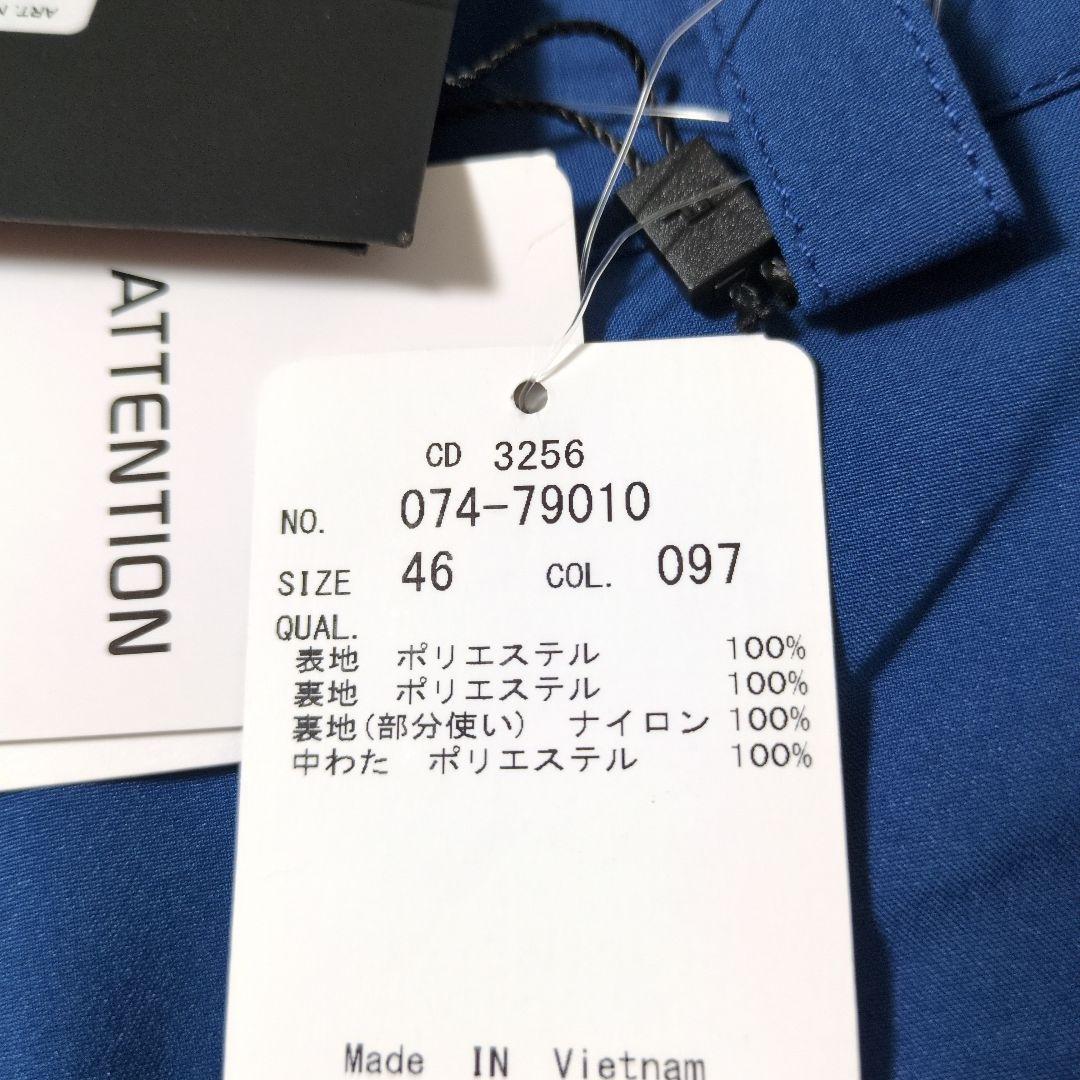 ART. N
ATTENTION
CD 3256
NO. 074-79010
SIZE 46 COL. 097
QUAL.
表地 ポリエステル 100%
裏地 ポリエステル 100%
裏地(部分使い) ナイロン 100%
中わた ポリエステル 100%
Made IN Vietnam